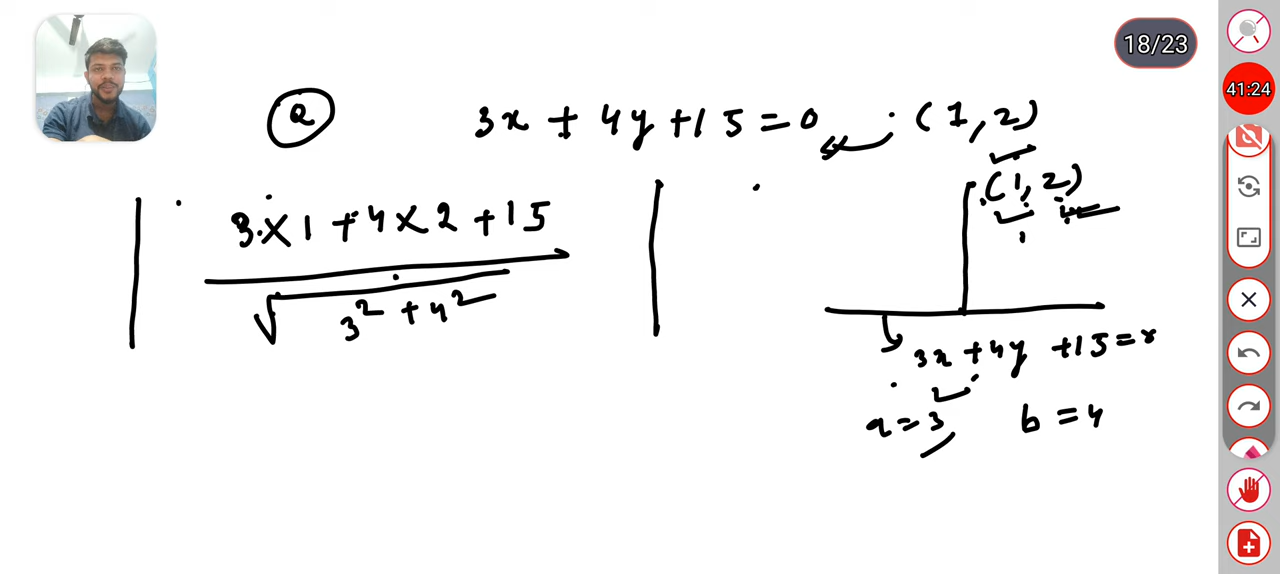 18/23
41:24
Q 3x + 4y + 15 = 0 (1, 2)
(1, 2)
3 × 1 + 4 × 2 + 15
√3² + 4²
3x + 4y + 15 = 0
a = 3 b = 4